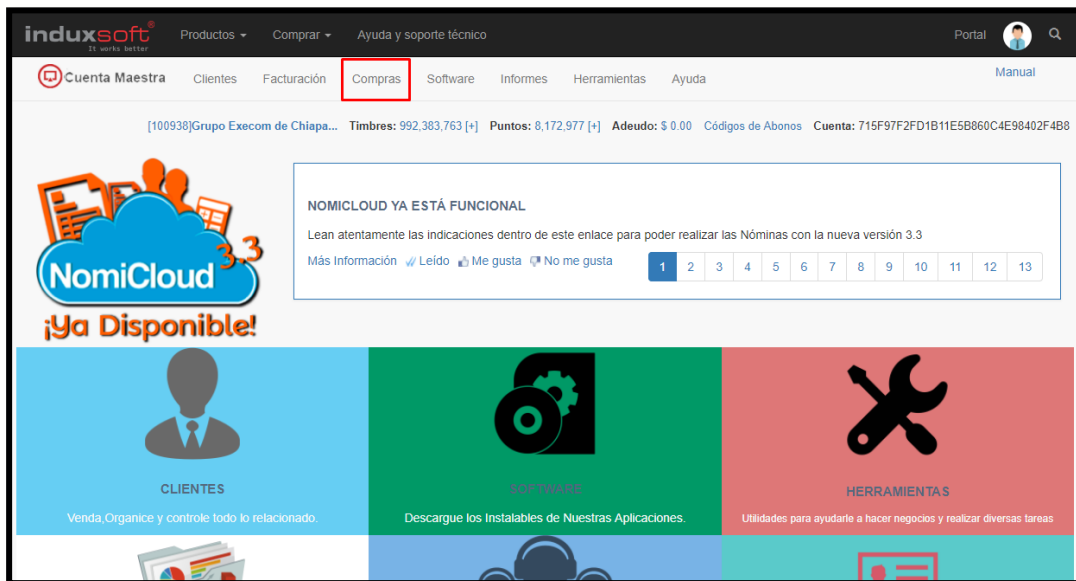 induxsoft®
It works better
Productos Comprar Ayuda y soporte técnico Portal
Cuenta Maestra Clientes Facturación Compras Software Informes Herramientas Ayuda Manual
[100938]Grupo Execom de Chiapa... Timbres: 992,383,763 [+] Puntos: 8,172,977 [+] Adeudo: $ 0.00 Códigos de Abonos Cuenta: 715F97F2FD1B11E5B860C4E98402F4B8
NomiCloud 3.3
¡Ya Disponible!
NOMICLOUD YA ESTÁ FUNCIONAL
Lean atentamente las indicaciones dentro de este enlace para poder realizar las Nóminas con la nueva versión 3.3
Más Información Leído Me gusta No me gusta 1 2 3 4 5 6 7 8 9 10 11 12 13
CLIENTES
Venda,Organice y controle todo lo relacionado.
SOFTWARE
Descargue los Instalables de Nuestras Aplicaciones.
HERRAMIENTAS
Utilidades para ayudarle a hacer negocios y realizar diversas tareas